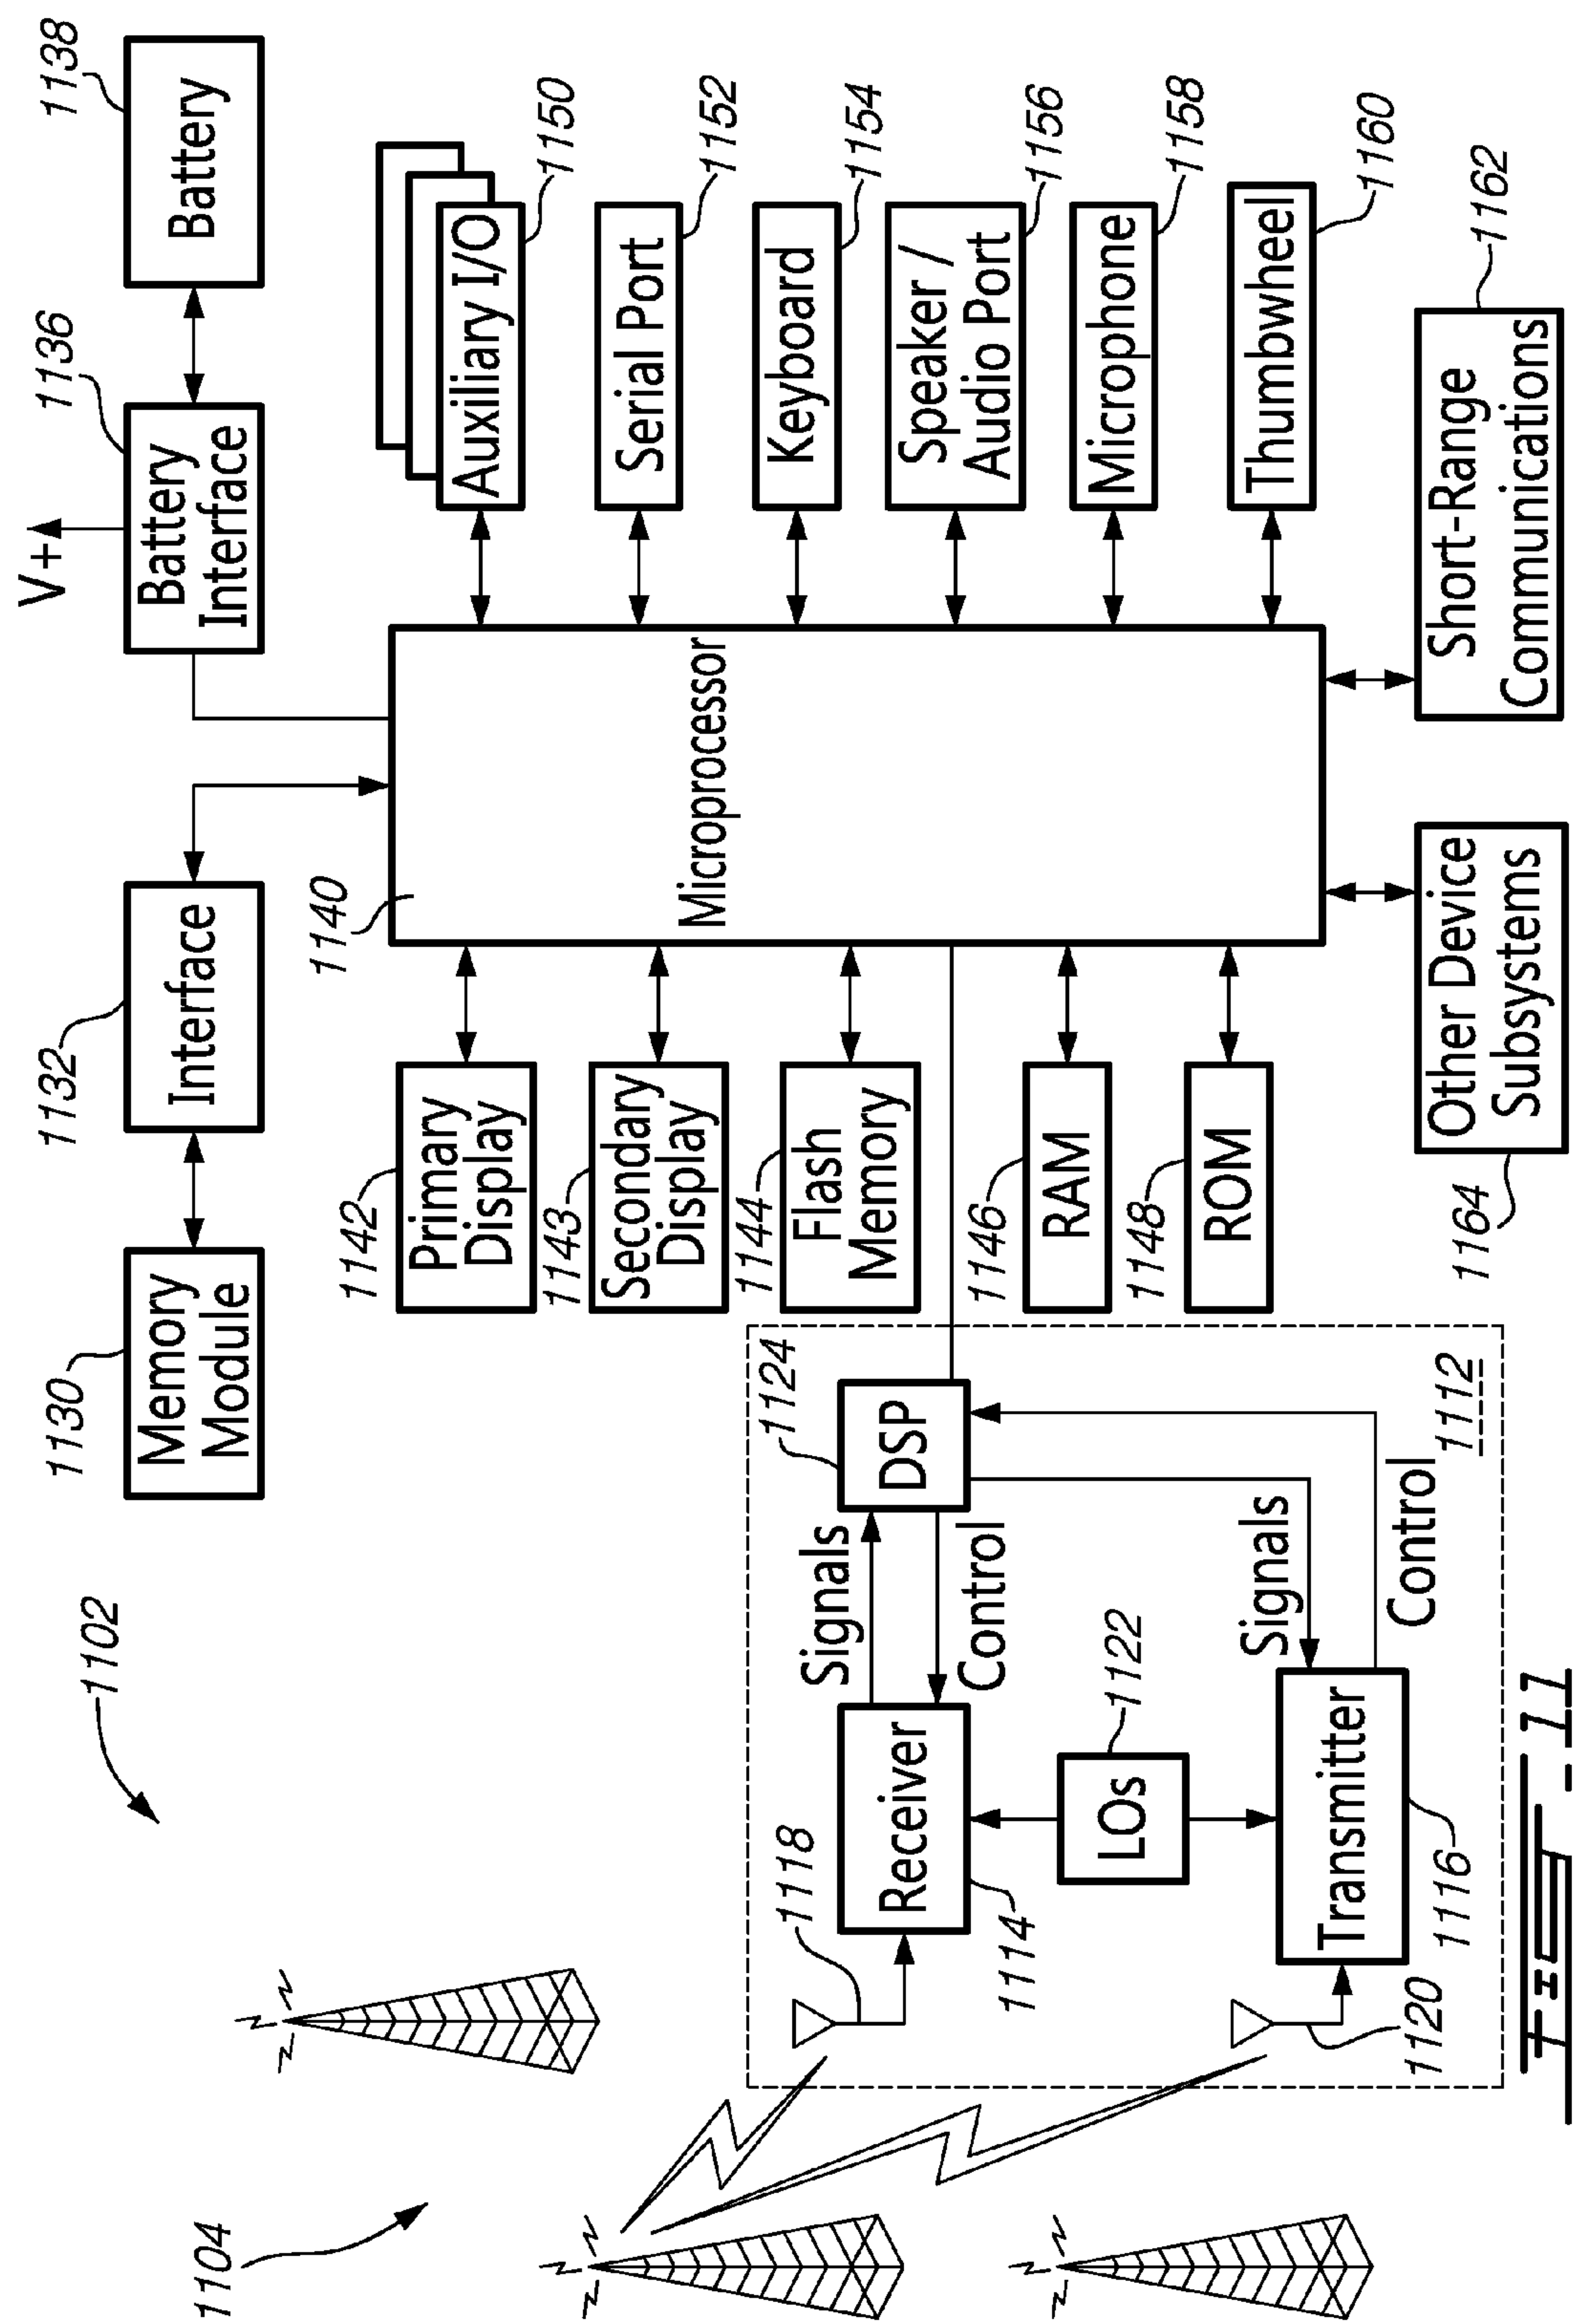 1102
1104
1130
Memory
Module
1132
Interface
V+
1136
Battery
Interface
1138
Battery
1140
Microprocessor
1142
Primary
Display
1143
Secondary
Display
1144
Flash
Memory
1146
RAM
1148
ROM
Auxiliary I/O
1150
Serial Port
1152
Keyboard
1154
Speaker /
Audio Port
1156
Microphone
1158
Thumbwheel
1160
Short-Range
Communications
1162
Other Device
Subsystems
1164
1118
Receiver
1114
Signals
Control
DSP
1124
LOs
1122
Signals
Control
Transmitter
1116
1120
1112
FIG. 11